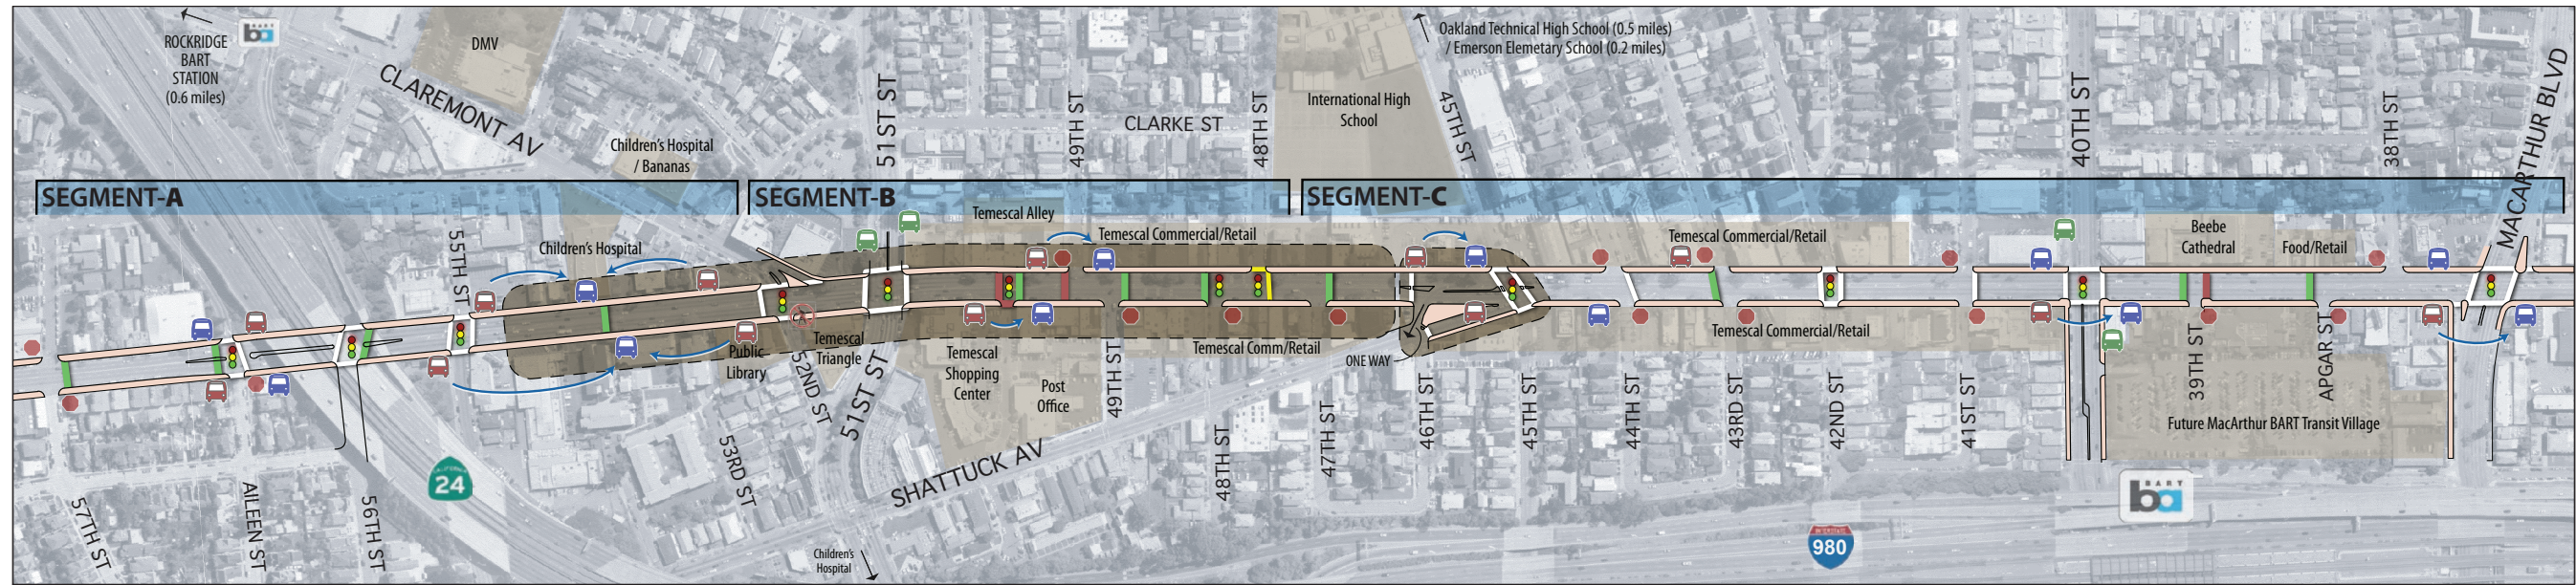 ROCKRIDGE
BART
STATION
(0.6 miles)
ba
BART
DMV
CLAREMONT AV
Children's Hospital
/ Bananas
51ST ST
49TH ST
CLARKE ST
48TH ST
International High
School
Oakland Technical High School (0.5 miles)
/ Emerson Elemetary School (0.2 miles)
45TH ST
40TH ST
38TH ST
MACARTHUR BLVD
SEGMENT-A
SEGMENT-B
SEGMENT-C
55TH ST
Children's Hospital
Temescal Alley
Temescal Commercial/Retail
Temescal Commercial/Retail
Beebe
Cathedral
Food/Retail
Public
Library
52ND ST
Temescal
Triangle
51ST ST
Temescal
Shopping
Center
Post
Office
49TH ST
Temescal Comm/Retail
ONE WAY
Temescal Commercial/Retail
57TH ST
AILEEN ST
56TH ST
CALIFORNIA
24
53RD ST
Children's
Hospital
SHATTUCK AV
48TH ST
47TH ST
46TH ST
45TH ST
44TH ST
43RD ST
42ND ST
41ST ST
39TH ST
APGAR ST
Future MacArthur BART Transit Village
BART
ba
INTERSTATE
980